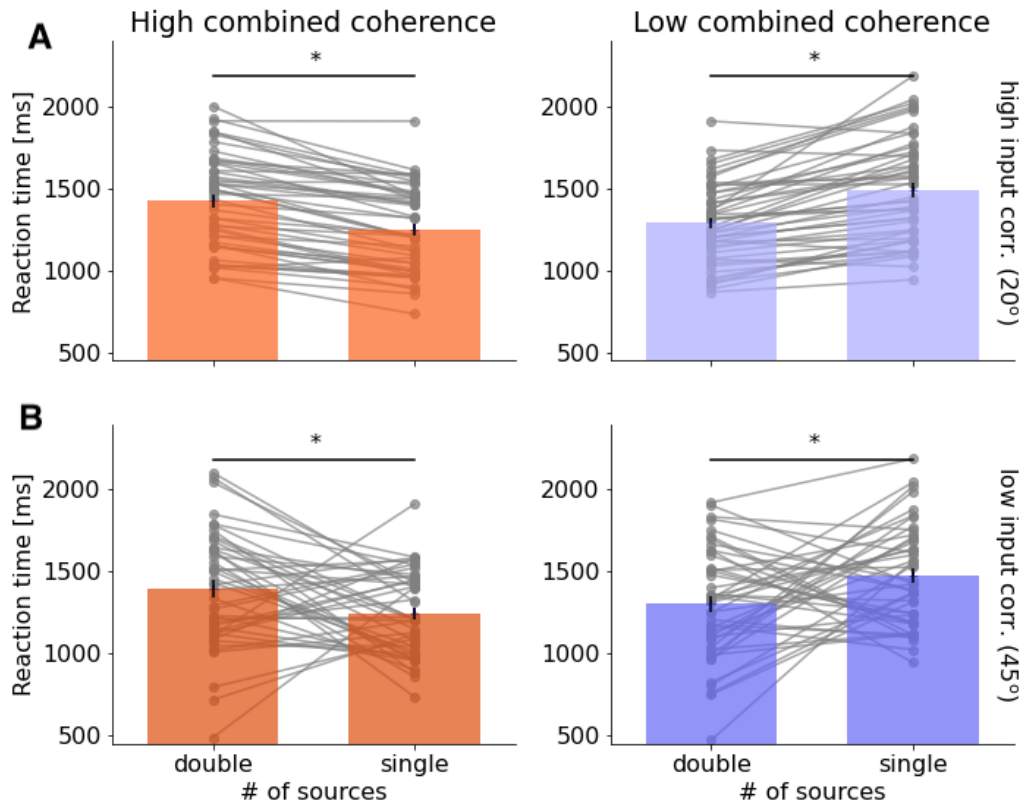 A
High combined coherence
Low combined coherence
*
*
2000
1500
1000
500
Reaction time [ms]
2000
1500
1000
500
high input corr. (20º)
B
*
*
2000
1500
1000
500
Reaction time [ms]
double
single
# of sources
2000
1500
1000
500
double
single
# of sources
low input corr. (45º)